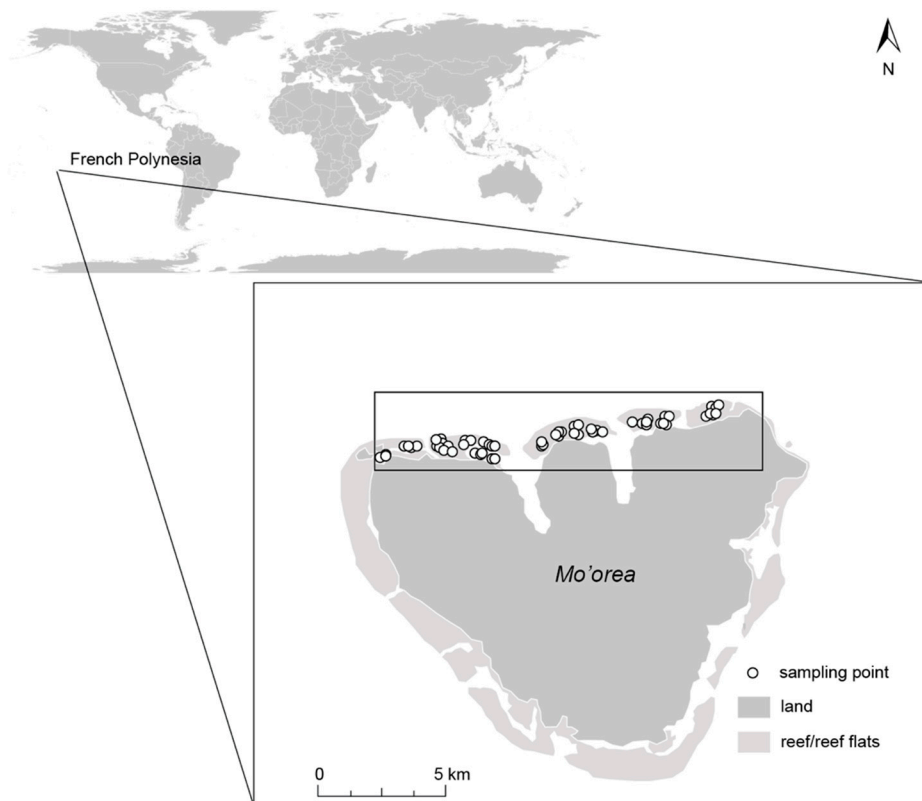 N
French Polynesia
Mo’orea
sampling point
land
reef/reef flats
0 5 km